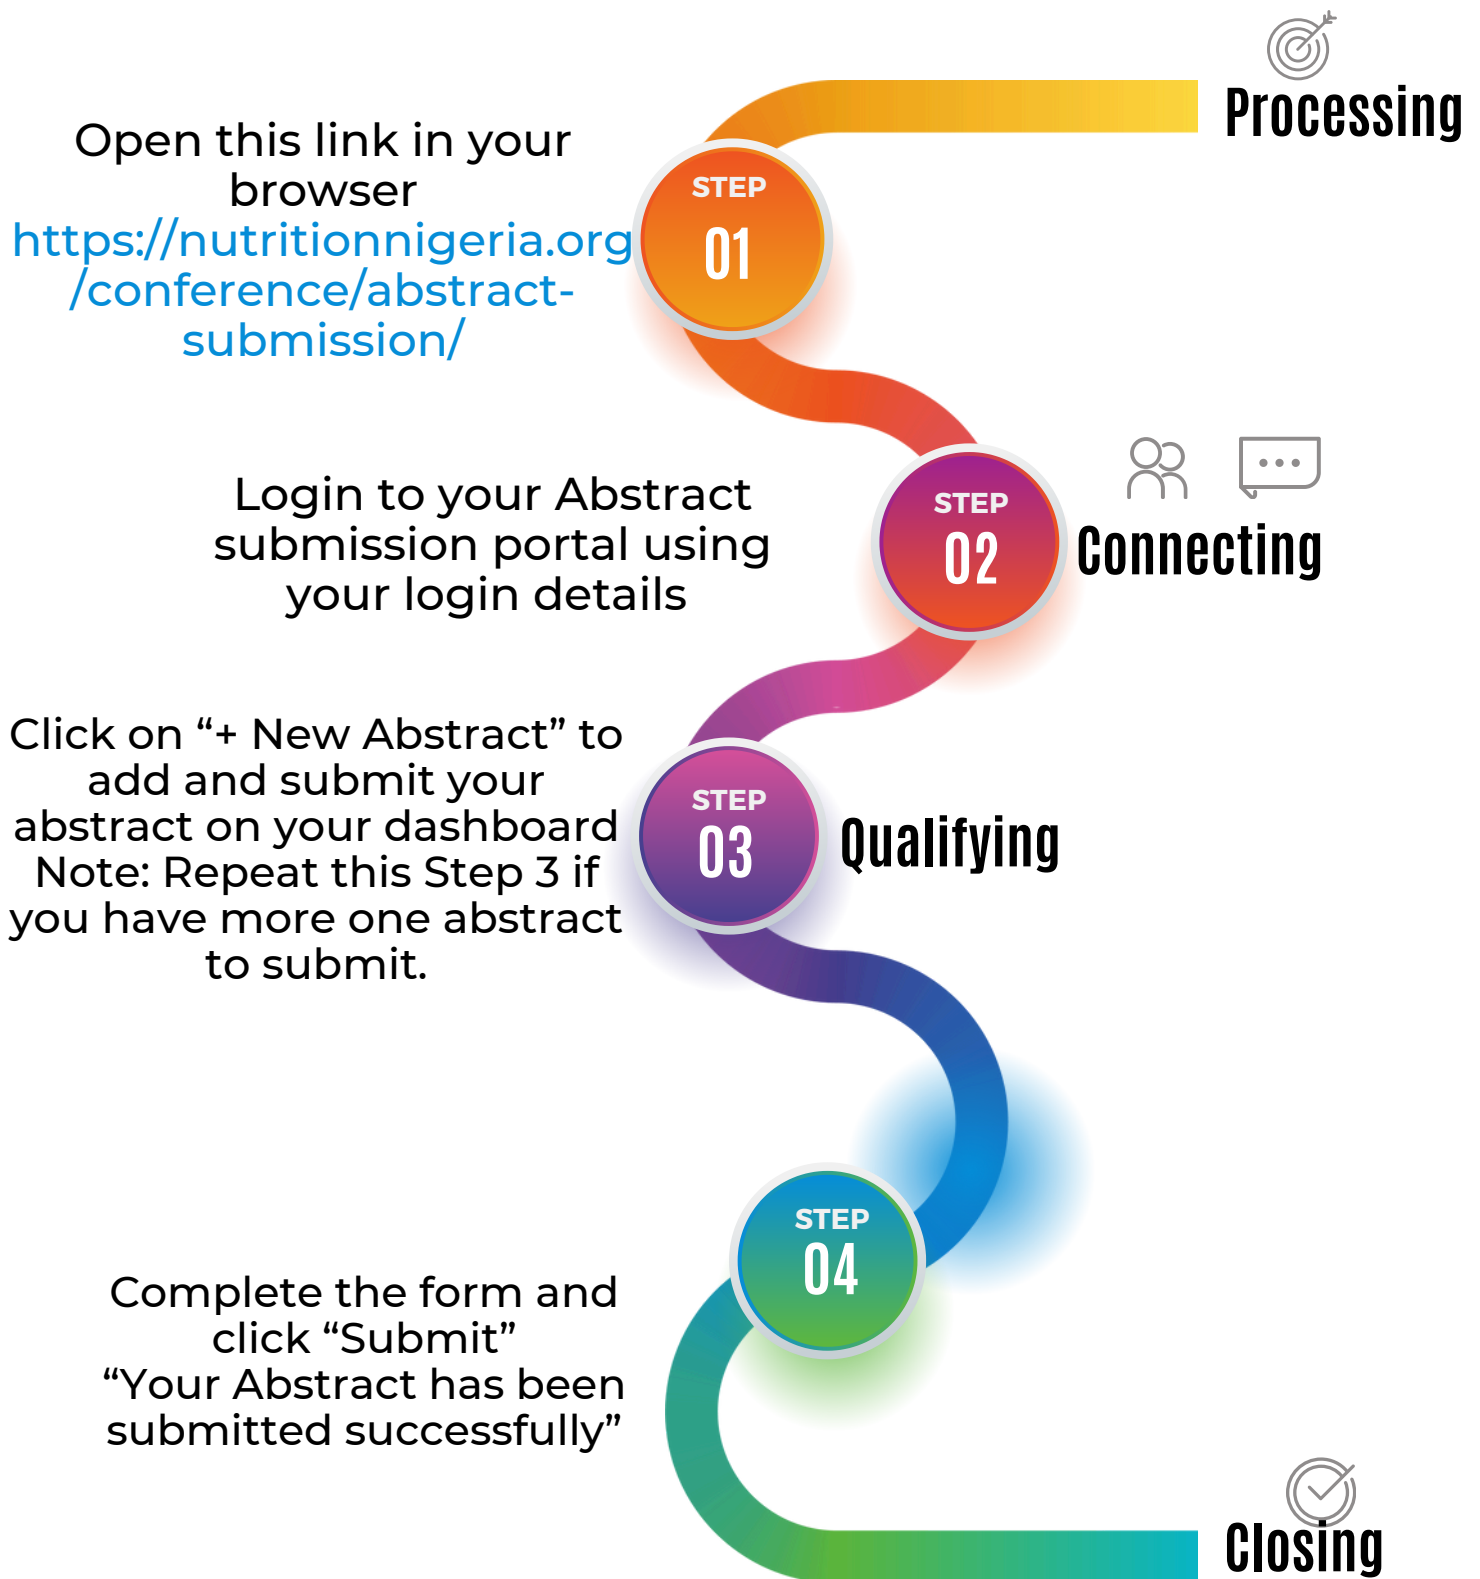 Processing
Open this link in your
browser
https://nutritionnigeria.org
/conference/abstract-
submission/
STEP
01
Login to your Abstract
submission portal using
your login details
STEP
02
Connecting
Click on “+ New Abstract” to
add and submit your
abstract on your dashboard
Note: Repeat this Step 3 if
you have more one abstract
to submit.
STEP
03
Qualifying
STEP
04
Complete the form and
click “Submit”
“Your Abstract has been
submitted successfully”
Closing